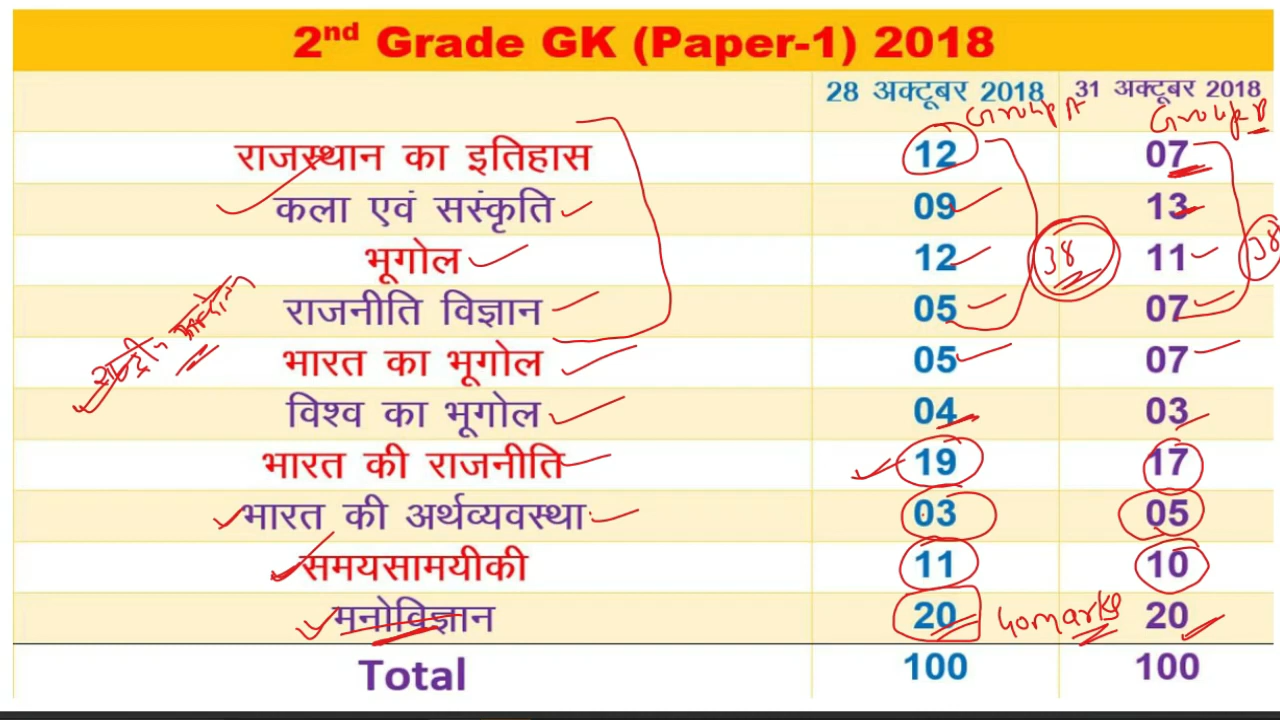 2nd Grade GK (Paper-1) 2018
28 अक्टूबर 2018 31 अक्टूबर 2018
Group A Group B
राजस्थान का इतिहास 12 07
कला एवं संस्कृति 09 13
भूगोल 12 38 11 38
राजनीति विज्ञान 05 07
भारत का भूगोल 05 07
विश्व का भूगोल 04 03
भारत की राजनीति 19 17
भारत की अर्थव्यवस्था 03 05
समयसामयीकी 11 10
मनोविज्ञान 20 40marks 20
Total 100 100